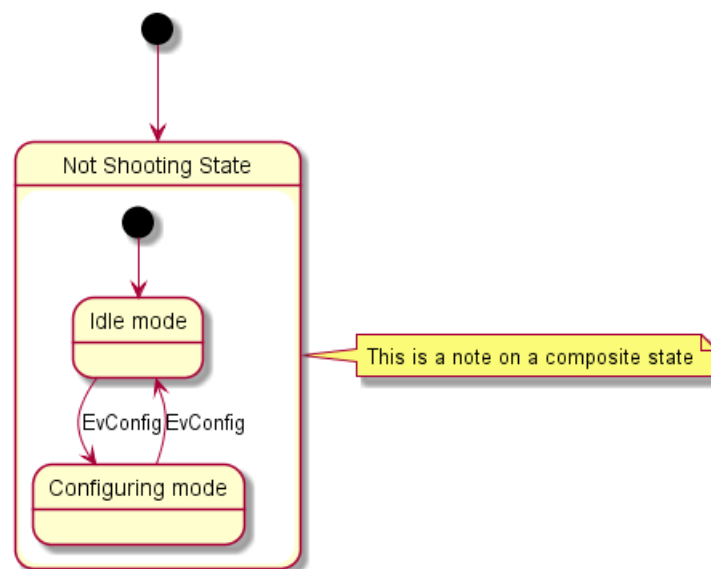 Not Shooting State
Idle mode
This is a note on a composite state
EvConfig
EvConfig
Configuring mode